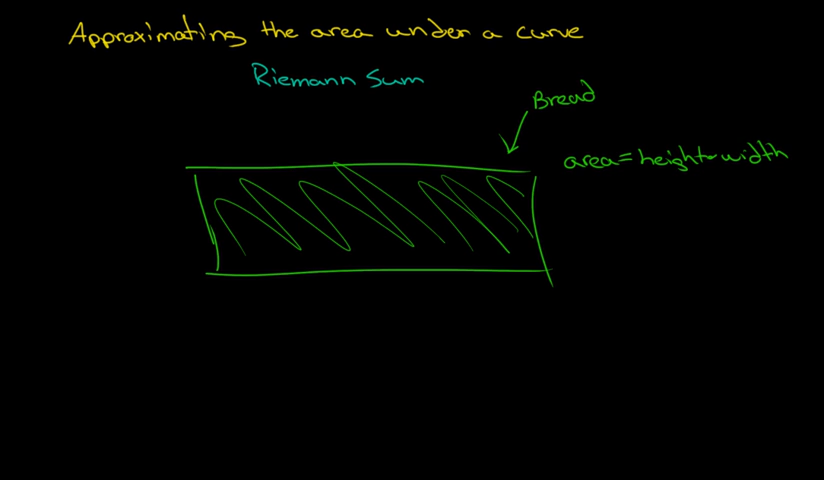 Approximating the area under a curve
Riemann Sum
Bread
area = height • width